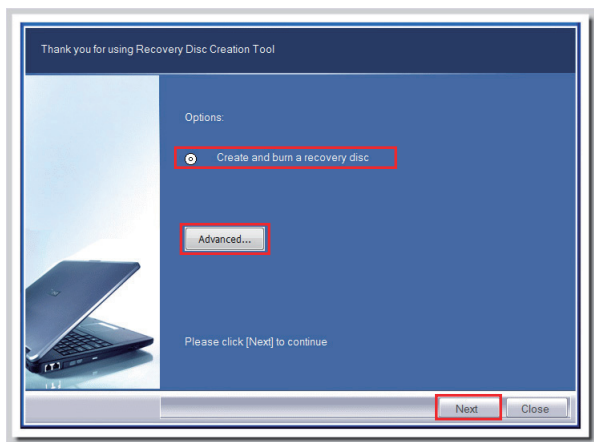 Thank you for using Recovery Disc Creation Tool
Options:
Create and burn a recovery disc
Advanced...
Please click [Next] to continue
Next
Close